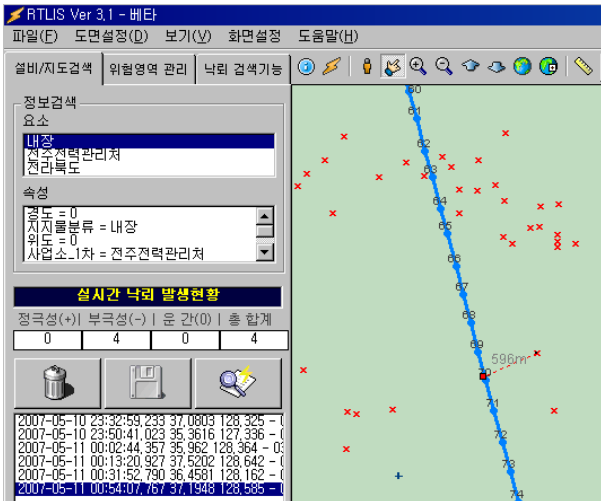 RTLIS Ver 3,1 - 베타
파일(F) 도면설정(D) 보기(V) 화면설정 도움말(H)
설비/지도검색 위험영역 관리 낙뢰 검색기능
정보검색
요소
내장
전주전력관리처
전라북도
속성
경도 = 0
지지물분류 = 내장
위도 = 0
사업소_1차 = 전주전력관리처
실시간 낙뢰 발생현황
정극성(+)| 부극성(-) | 운 간(0) | 총 합계
0 4 0 4
2007-05-10 23:32:59,233 37,0803 128,325 -
2007-05-10 23:50:41,023 35,3616 127,336 -
2007-05-11 00:02:44,357 35,962 128,364 -
2007-05-11 00:13:20,927 37,5202 128,642 -
2007-05-11 00:31:52,790 36,4581 128,162 -
2007-05-11 00:54:07,767 37,1948 128,585 -
60
61
62
63
64
65
66
67
68
69
596m
70
71
72
73
74